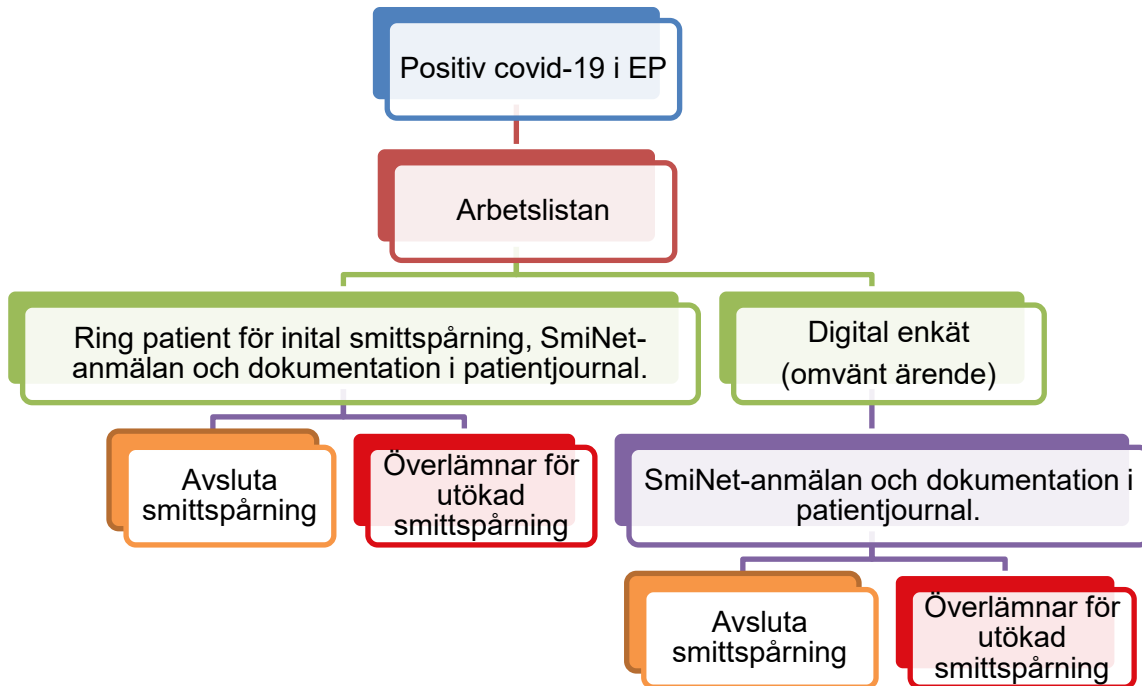 Positiv covid-19 i EP
Arbetslistan
Ring patient för inital smittspårning, SmiNet-
anmälan och dokumentation i patientjournal.
Digital enkät
(omvänt ärende)
Avsluta
smittspårning
Överlämnar för
utökad
smittspårning
SmiNet-anmälan och dokumentation i
patientjournal.
Avsluta
smittspårning
Överlämnar för
utökad
smittspårning